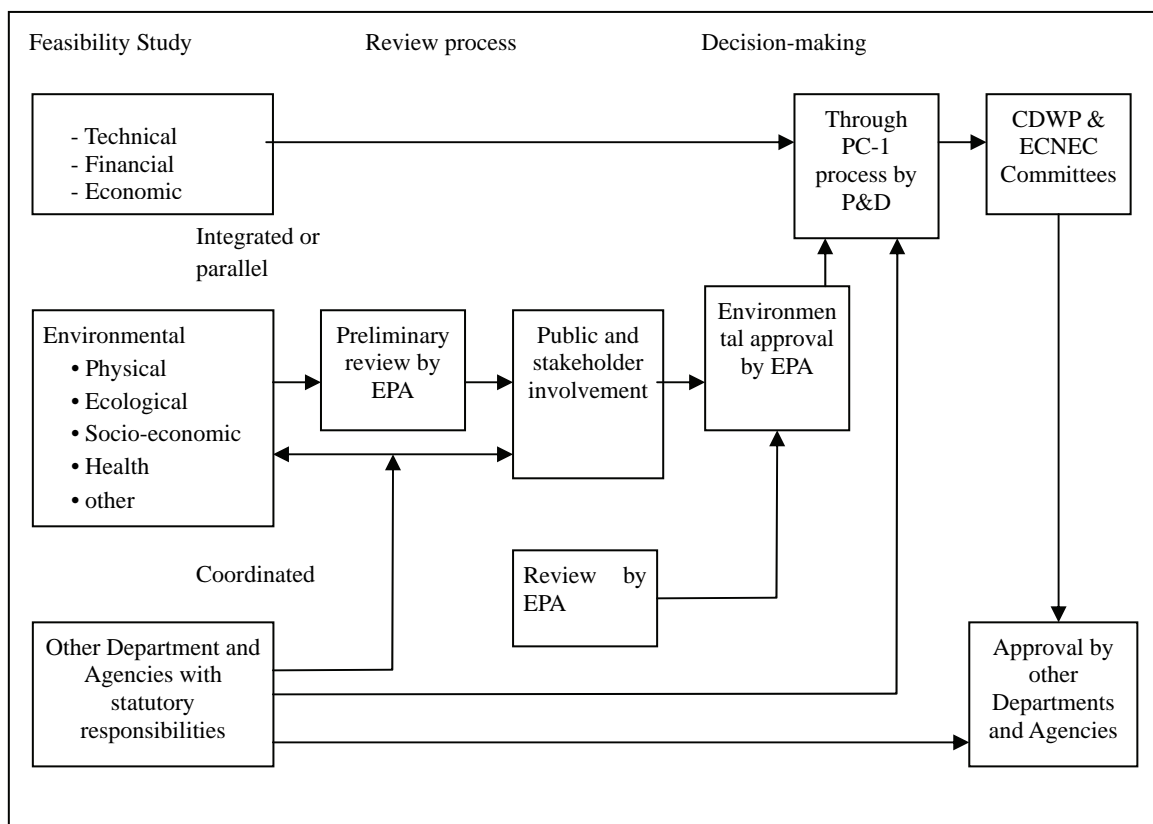 Feasibility Study
Review process
Decision-making
- Technical
- Financial
- Economic
Through
PC-1
process by
P&D
CDWP &
ECNEC
Committees
Integrated or
parallel
Environmental
• Physical
• Ecological
• Socio-economic
• Health
• other
Preliminary
review by
EPA
Public and
stakeholder
involvement
Environmen
tal approval
by EPA
Coordinated
Review by
EPA
Other Department and
Agencies with
statutory
responsibilities
Approval by
other
Departments
and Agencies